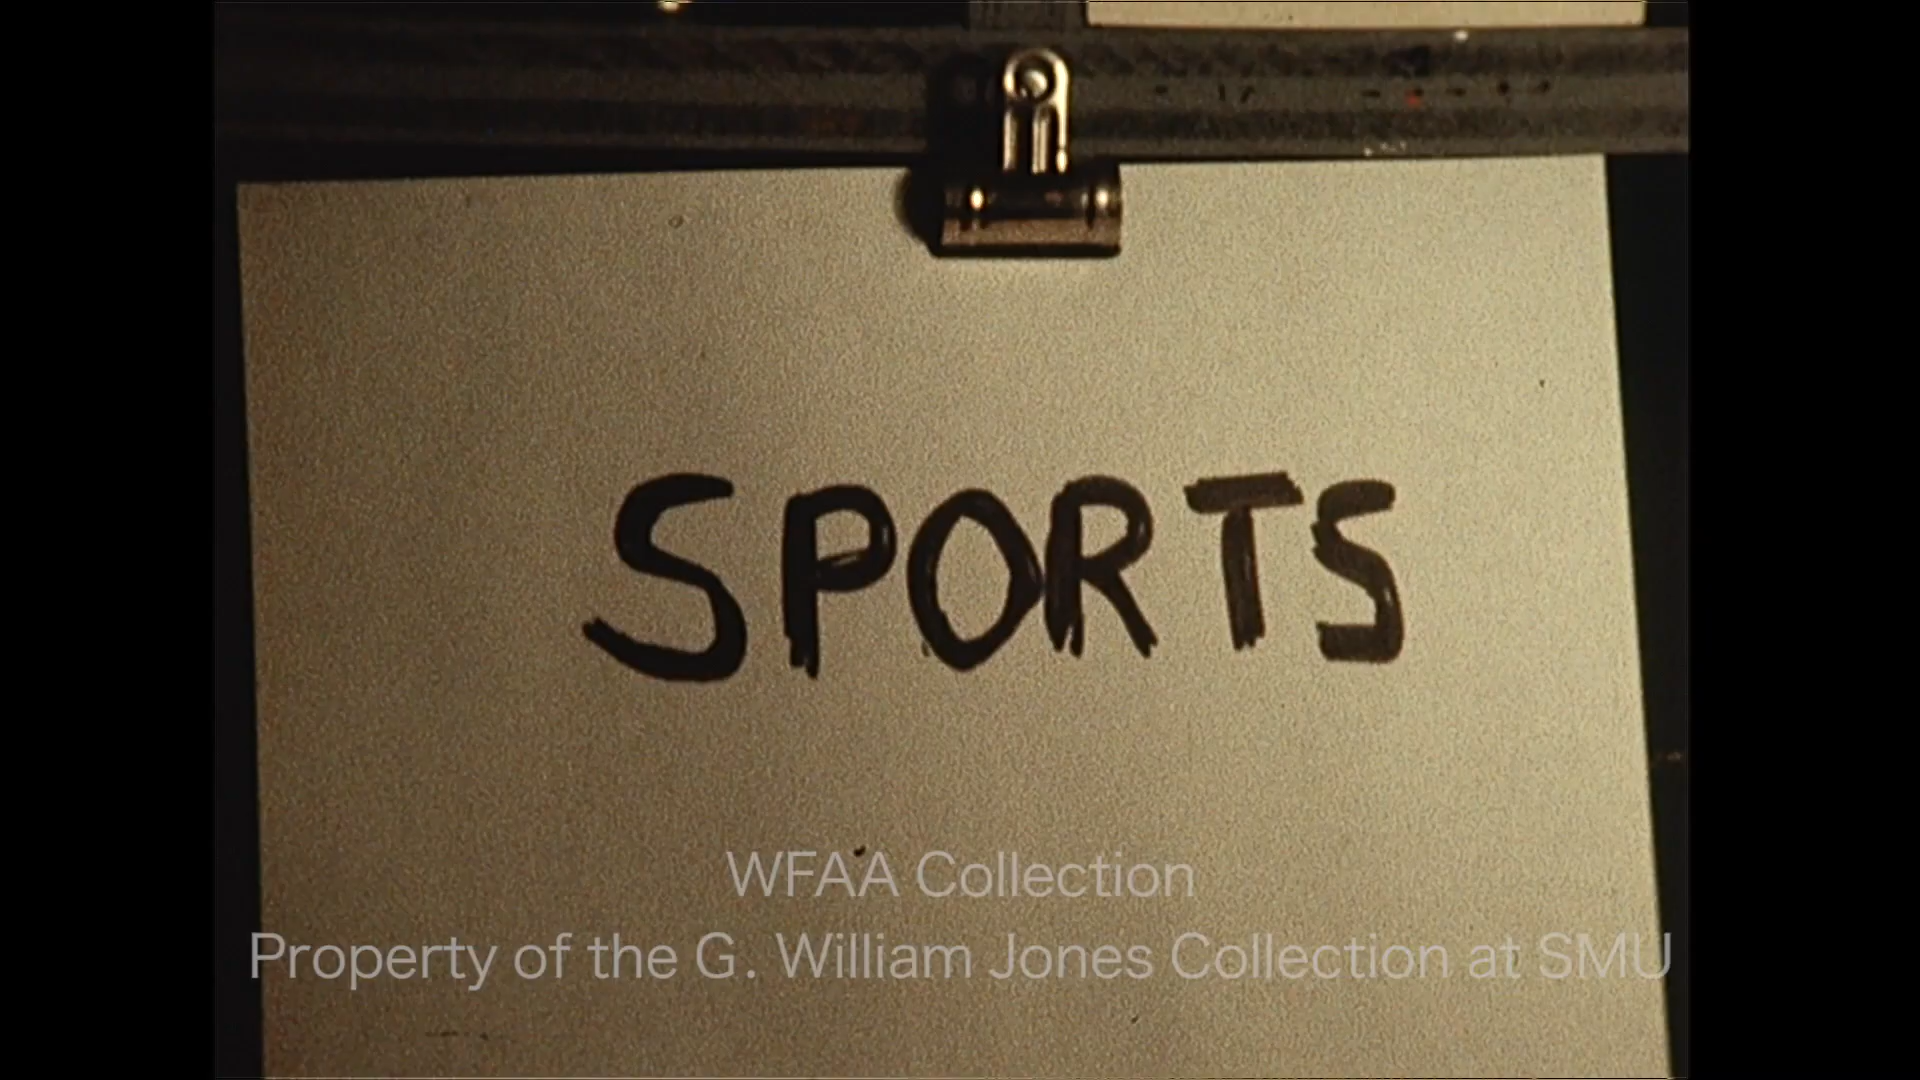 SPORTS
WFAA Collection
Property of the G. William Jones Collection at SMU